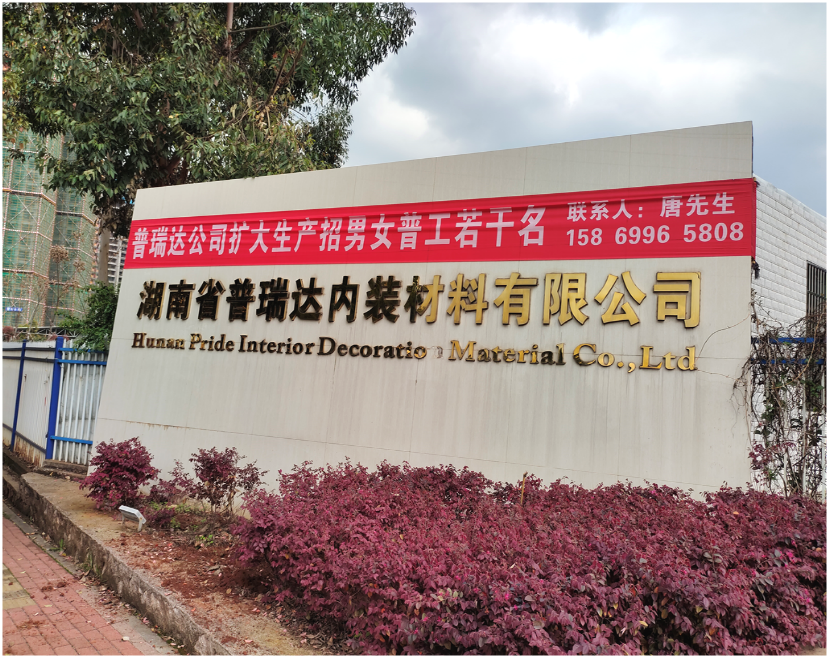 普瑞达公司扩大生产招男女普工若干名
联系人：唐先生
158 6996 5808
湖南省普瑞达内装材料有限公司
Hunan Pride Interior Decoratio Material Co.,Ltd